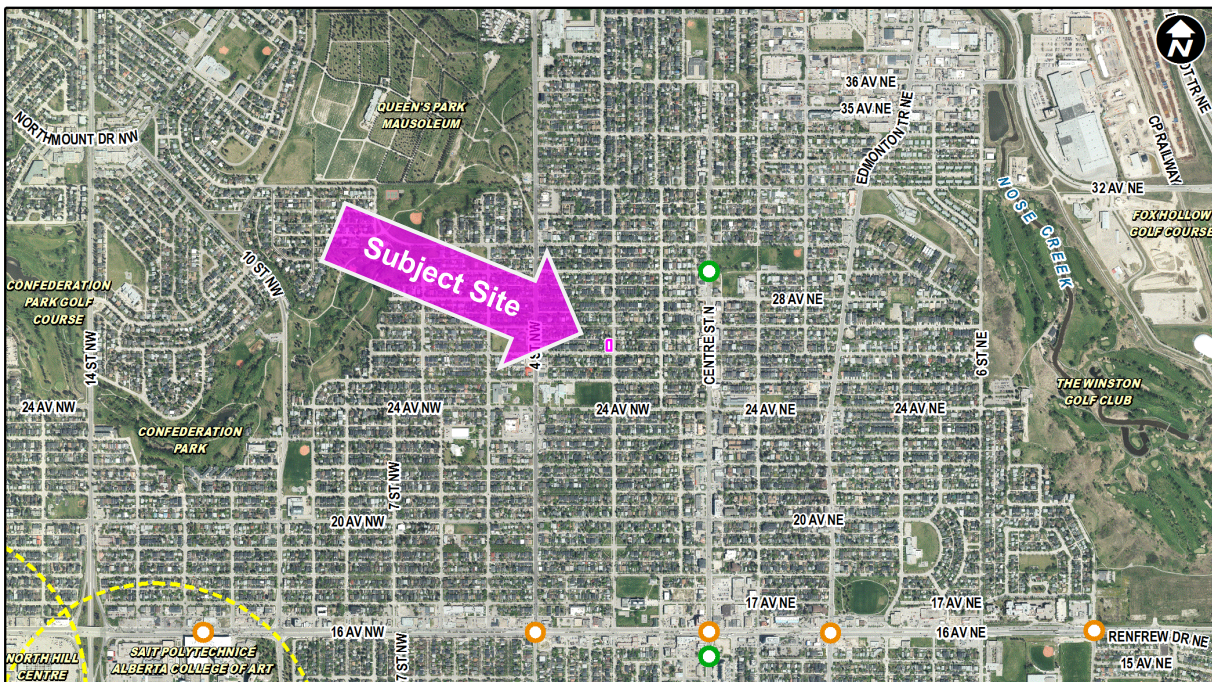 N
36 AV NE
35 AV NE
EDMONTON TR NE
CP RAILWAY
OT TR NE
QUEEN'S PARK
MAUSOLEUM
NORTHMOUNT DR NW
32 AV NE
NOSE CREEK
FOX HOLLOW
GOLF COURSE
Subject Site
10 ST NW
CONFEDERATION
PARK GOLF
COURSE
28 AV NE
14 ST NW
4 ST NW
CENTRE ST N
6 ST NE
THE WINSTON
GOLF CLUB
24 AV NW
24 AV NW
24 AV NW
24 AV NE
24 AV NE
CONFEDERATION
PARK
7 ST NW
20 AV NW
20 AV NE
17 AV NE
17 AV NE
16 AV NW
16 AV NE
RENFREW DR NE
SAIT POLYTECHNICE
ALBERTA COLLEGE OF ART
NORTH HILL
CENTRE
7 ST NW
15 AV NE